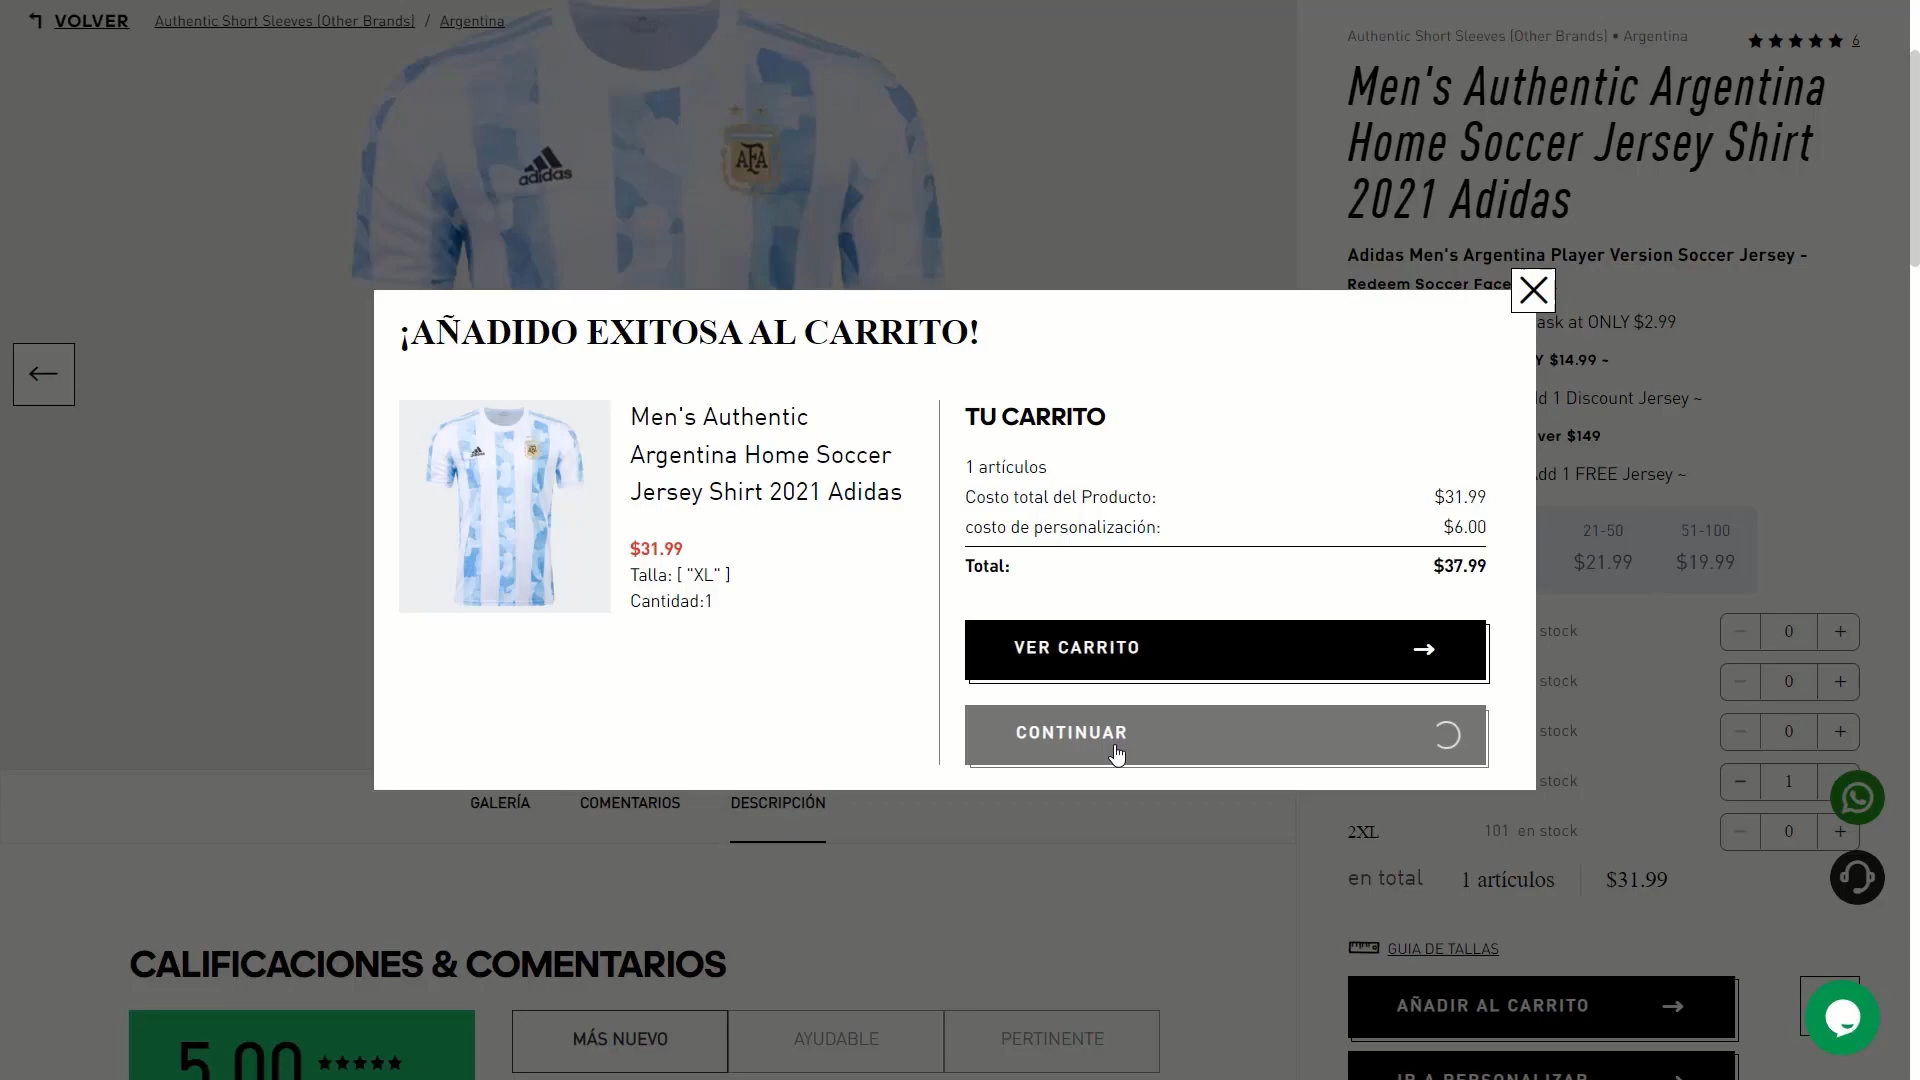 VOLVER
Authentic Short Sleeves (Other Brands) / Argentina
adidas
AFA
Authentic Short Sleeves (Other Brands) • Argentina
6
Men's Authentic Argentina
Home Soccer Jersey Shirt
2021 Adidas
Adidas Men's Argentina Player Version Soccer Jersey -
Redeem Soccer Face
ask at ONLY $2.99
Y $14.99 ~
dd 1 Discount Jersey ~
ver $149
dd 1 FREE Jersey ~
21-50
51-100
$21.99
$19.99
¡AÑADIDO EXITOSA AL CARRITO!
Men's Authentic
Argentina Home Soccer
Jersey Shirt 2021 Adidas
$31.99
Talla: [ "XL" ]
Cantidad:1
TU CARRITO
1 artículos
Costo total del Producto: $31.99
costo de personalización: $6.00
Total: $37.99
VER CARRITO
CONTINUAR
stock
0
stock
0
stock
0
stock
1
2XL 101 en stock
0
en total 1 artículos $31.99
GUIA DE TALLAS
AÑADIR AL CARRITO
IR A PERSONALIZAR
GALERÍA
COMENTARIOS
DESCRIPCIÓN
CALIFICACIONES & COMENTARIOS
5.00
MÁS NUEVO
AYUDABLE
PERTINENTE